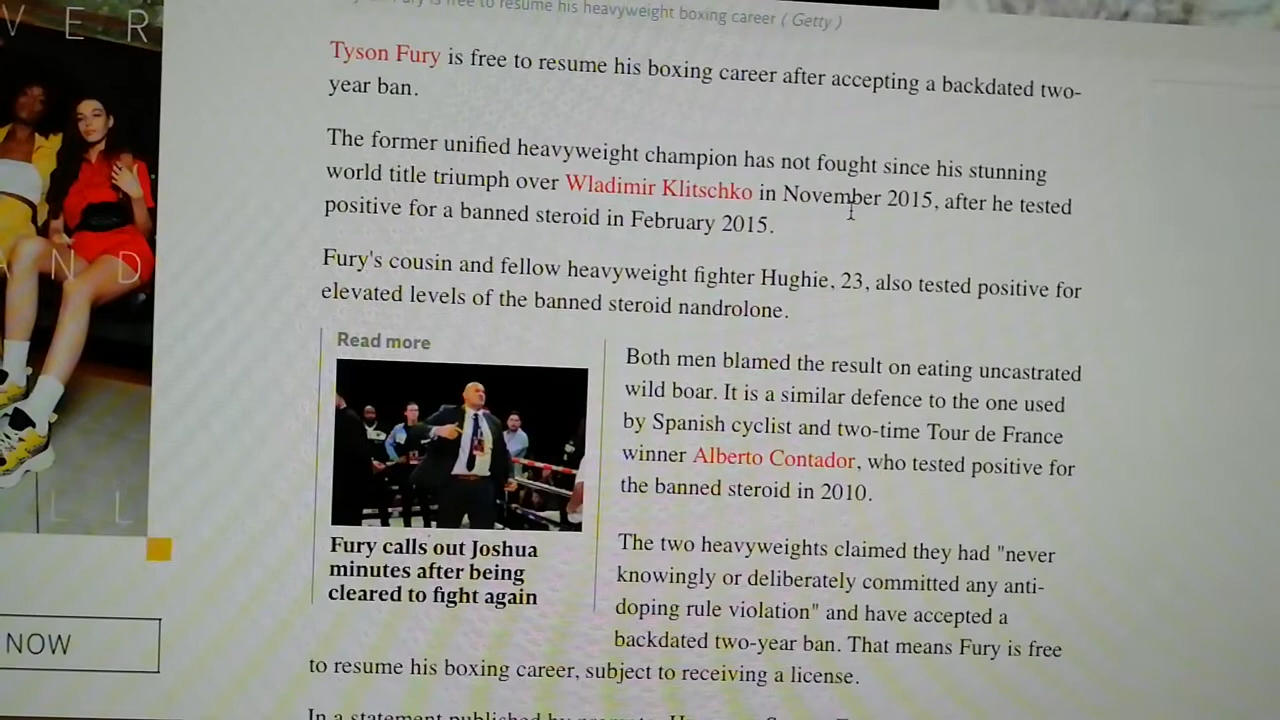 V E R
is free to resume his heavyweight boxing career ( Getty )
Tyson Fury is free to resume his boxing career after accepting a backdated two-
year ban.
The former unified heavyweight champion has not fought since his stunning
world title triumph over Wladimir Klitschko in November 2015, after he tested
positive for a banned steroid in February 2015.
Fury's cousin and fellow heavyweight fighter Hughie, 23, also tested positive for
elevated levels of the banned steroid nandrolone.
N D
Read more
Both men blamed the result on eating uncastrated
wild boar. It is a similar defence to the one used
by Spanish cyclist and two-time Tour de France
winner Alberto Contador, who tested positive for
the banned steroid in 2010.
L L
Fury calls out Joshua
minutes after being
cleared to fight again
The two heavyweights claimed they had "never
knowingly or deliberately committed any anti-
doping rule violation" and have accepted a
backdated two-year ban. That means Fury is free
to resume his boxing career, subject to receiving a license.
NOW
In a statement published by